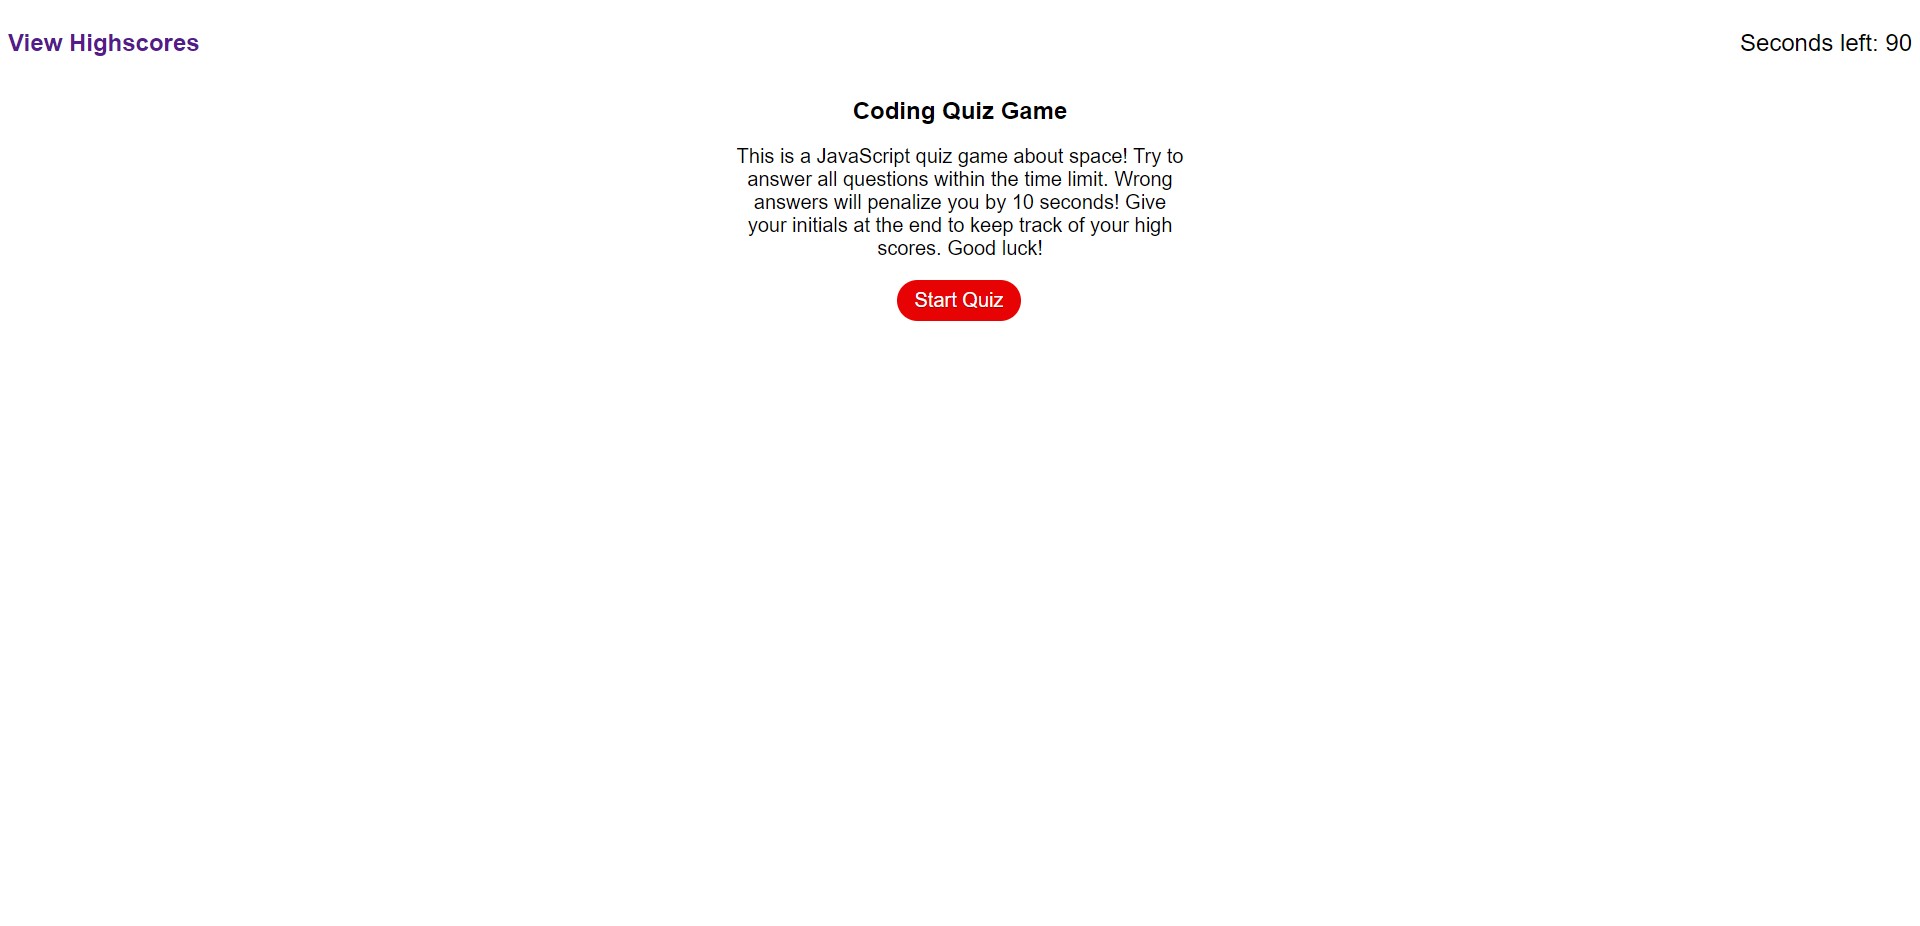 View Highscores
Seconds left: 90
Coding Quiz Game
This is a JavaScript quiz game about space! Try to
answer all questions within the time limit. Wrong
answers will penalize you by 10 seconds! Give
your initials at the end to keep track of your high
scores. Good luck!
Start Quiz